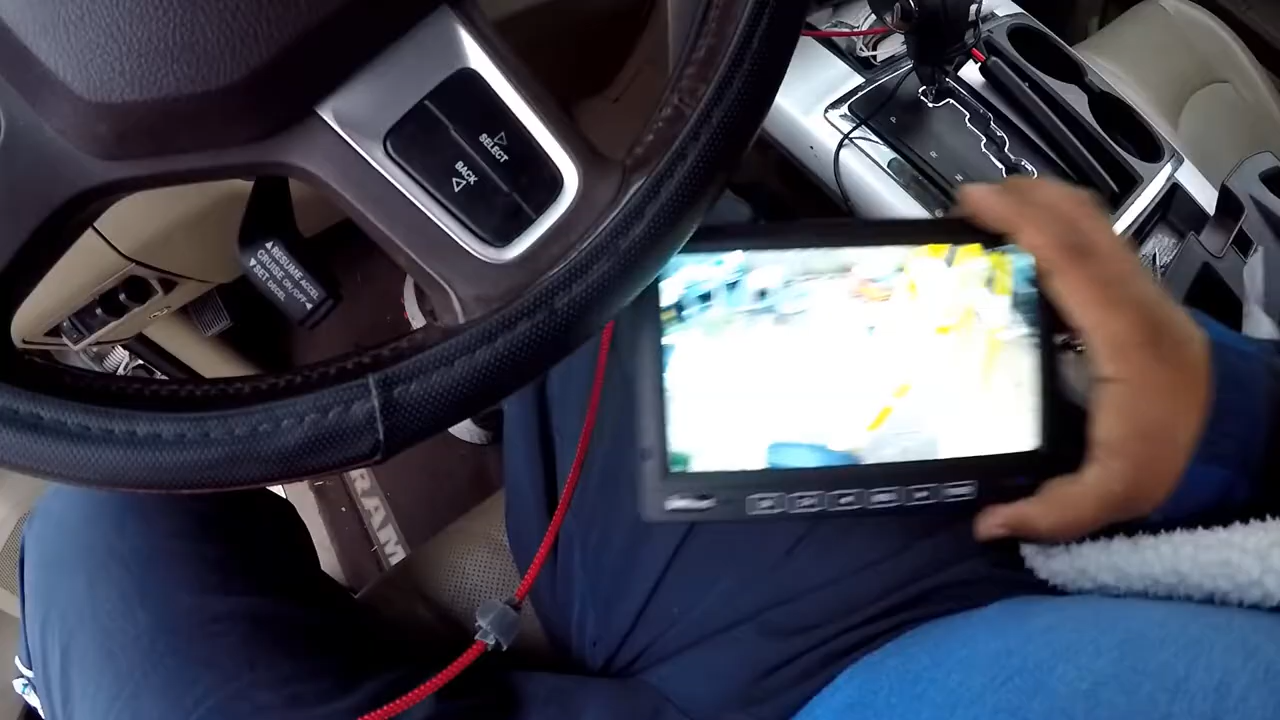 SELECT
BACK
RESUME ACCEL
CRUISE ON/OFF
SET DECEL
P
R
N
RAM